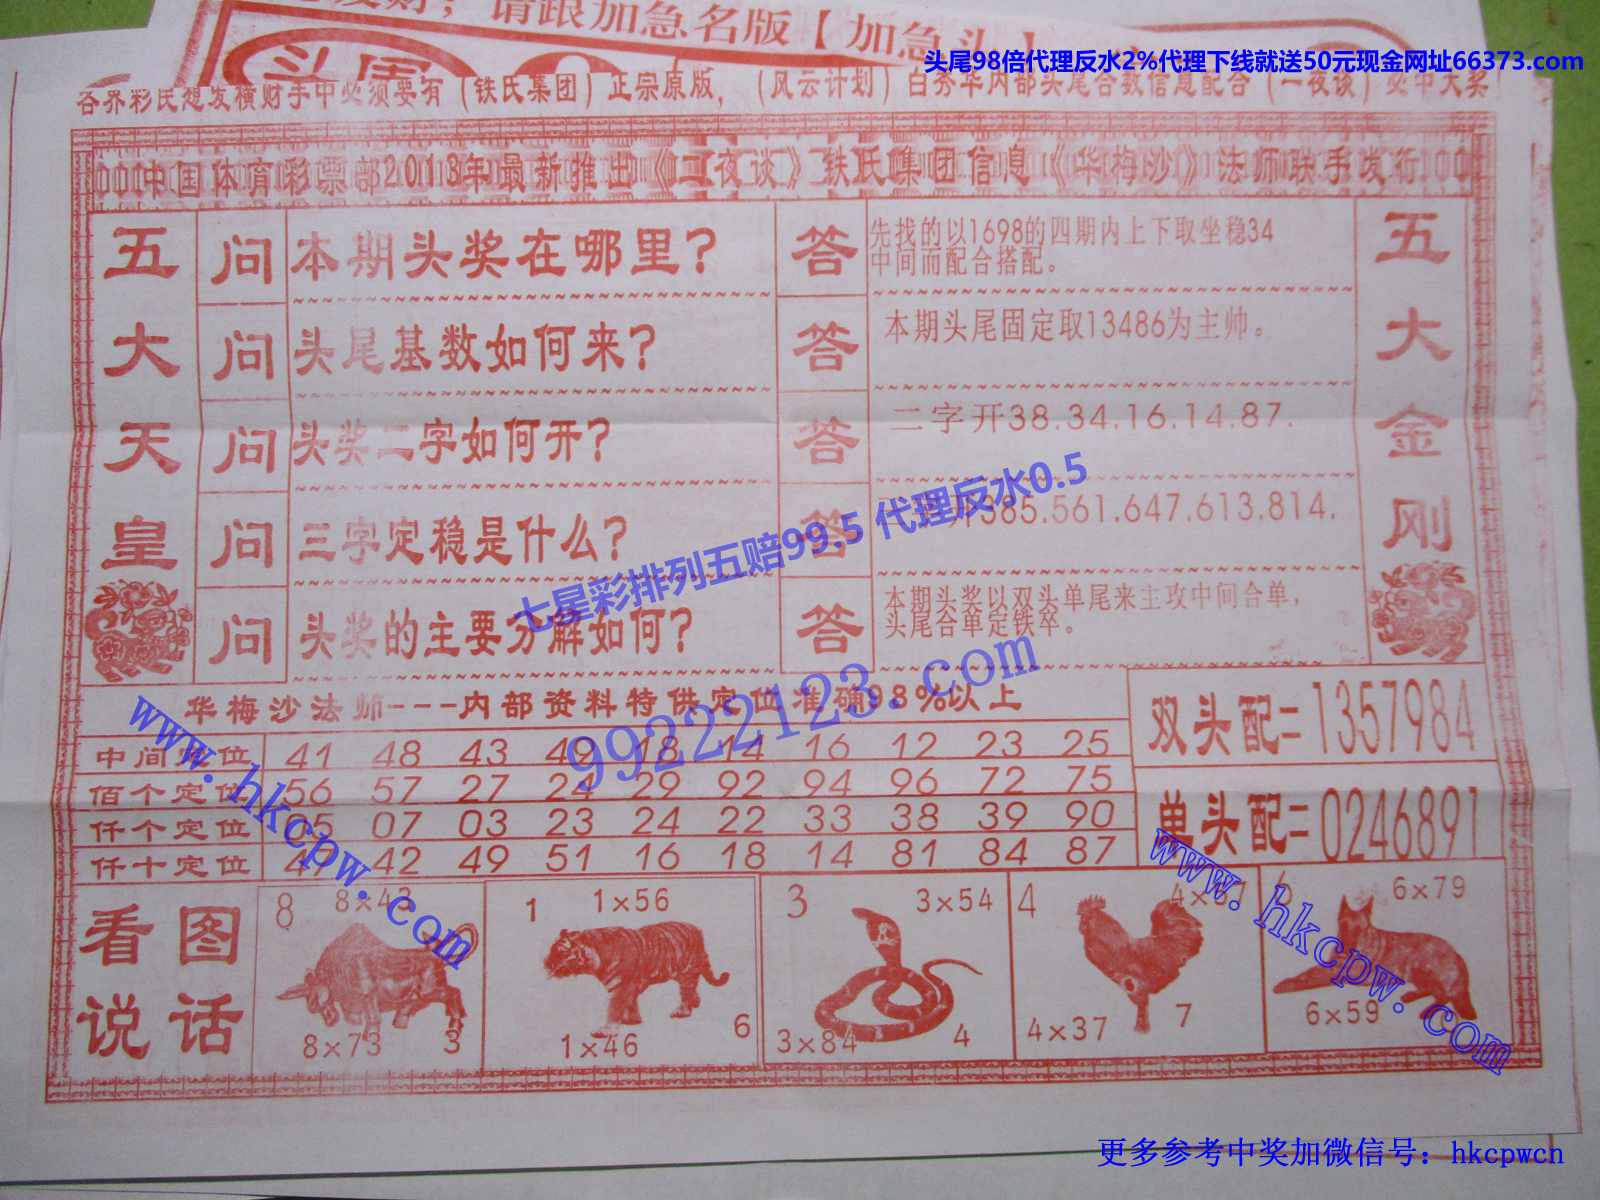 请跟加急名版【加急头
头尾98倍代理反水2%代理下线就送50元现金网址66373.com
各界彩民想发横财手中必须要有（铁氏集团）正宗原版，（风云计划）白秀华内部头尾合数信息配合（一夜谈）必中大奖
中国体育彩票部2013年最新推出《一夜谈》铁氏集团信息《华梅沙》法师联手发行
五大天皇
问 本期头奖在哪里? 答 先找的以1698的四期内上下取坐稳34
中间而配合搭配。
问 头尾基数如何来? 答 本期头尾固定取13486为主帅。
问 头奖二字如何开? 答 二字开38.34.16.14.87.
问 三字定稳是什么? 答 开385.561.647.613.814.
问 头奖的主要分解如何? 答 本期头奖以双头单尾来主攻中间合单，
头尾合单定铁卒。
五大金刚
七星彩排列五赔99.5 代理反水0.5
99222123.com
华梅沙法师---内部资料特供定位准确98%以上
中间定位 41 48 43 49 18 14 16 12 23 25
佰个定位 56 57 27 24 29 92 94 96 72 75
仟个定位 05 07 03 23 24 22 33 38 39 90
仟十定位 47 42 49 51 16 18 14 81 84 87
双头配=1357984
单头配=0246891
www.hkcpw.com
www.hkcpw.com
看图
说话
8 8×43
8×73 3
1 1×56
1×46 6
3 3×54
3×84 4
4 4×67
4×37 7
6 6×79
6×59
更多参考中奖加微信号：hkcpwcn